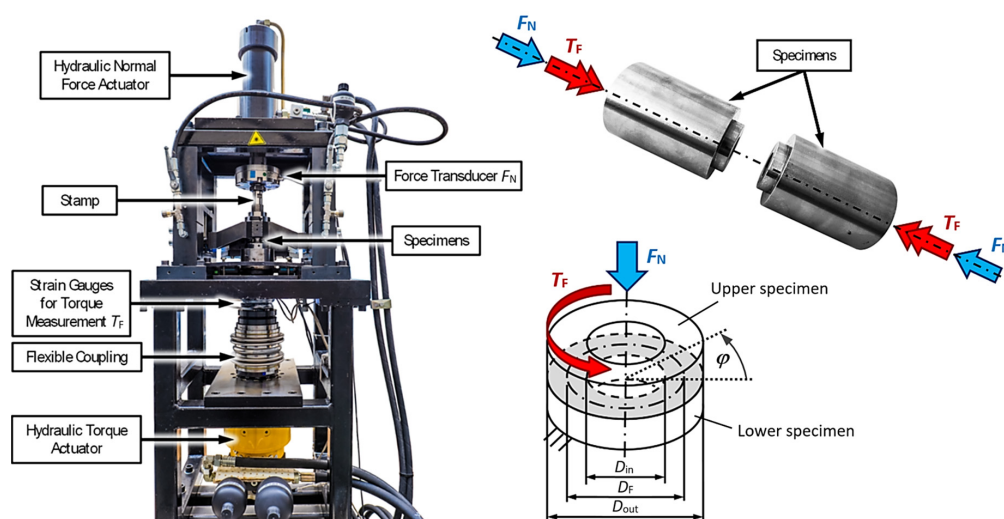 Hydraulic Normal
Force Actuator
Force Transducer FN
Stamp
Specimens
Strain Gauges
for Torque
Measurement TF
Flexible Coupling
Hydraulic Torque
Actuator
FN
TF
Specimens
TF
FN
FN
TF
Upper specimen
φ
Lower specimen
Din
DF
Dout